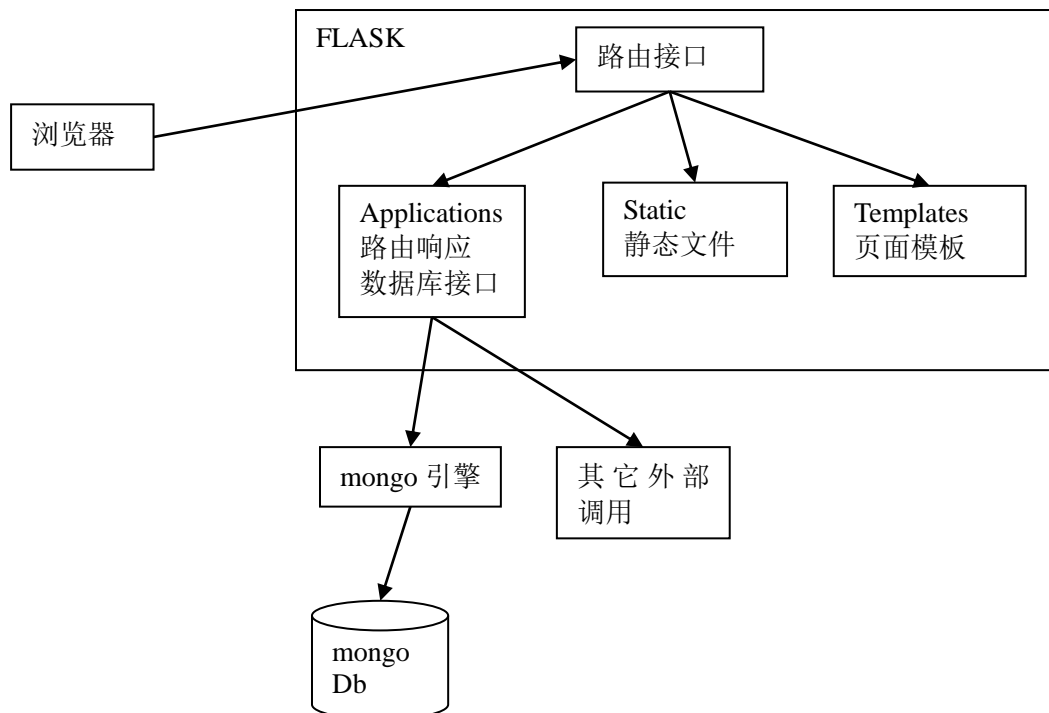 FLASK
路由接口
浏览器
Applications
路由响应
数据库接口
Static
静态文件
Templates
页面模板
mongo 引擎
其它外部
调用
mongo
Db